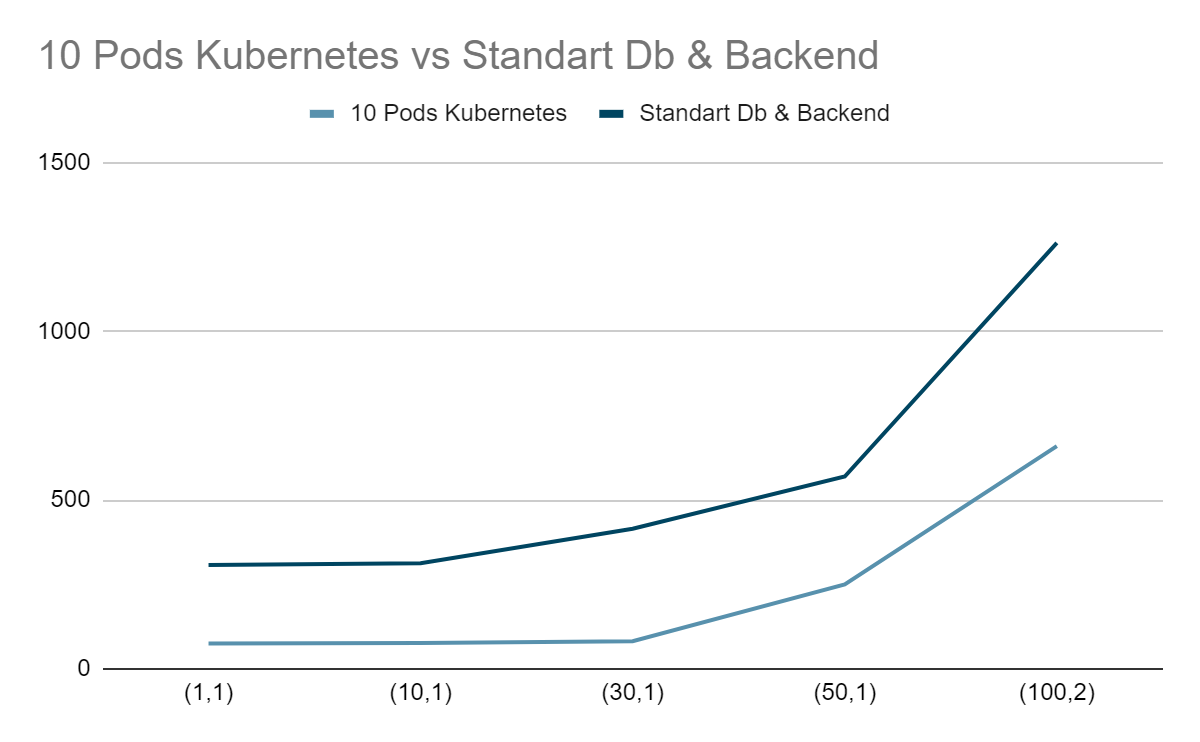 10 Pods Kubernetes vs Standart Db & Backend
10 Pods Kubernetes Standart Db & Backend
1500
1000
500
0
(1,1) (10,1) (30,1) (50,1) (100,2)